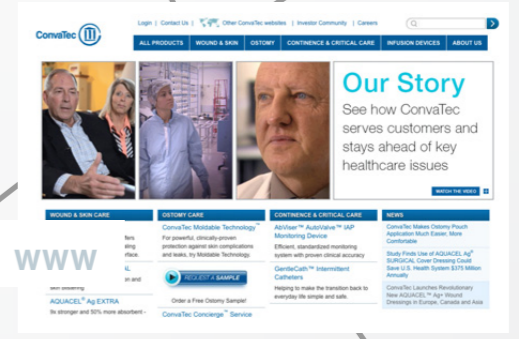 Login | Contact Us | Other ConvaTec websites | Investor Community | Careers
ConvaTec
ALL PRODUCTS WOUND & SKIN OSTOMY CONTINENCE & CRITICAL CARE INFUSION DEVICES ABOUT US
Our Story
See how ConvaTec
serves customers and
stays ahead of key
healthcare issues
WATCH THE VIDEO
WOUND & SKIN CARE
www
AQUACEL® Ag EXTRA
9x stronger and 50% more absorbent -
OSTOMY CARE
ConvaTec Moldable Technology™
For powerful, clinically-proven
protection against skin complications
and leaks, try Moldable Technology.
REQUEST A SAMPLE
Order a Free Ostomy Sample!
ConvaTec Concierge™ Service
CONTINENCE & CRITICAL CARE
AbViser™ AutoValve™ IAP
Monitoring Device
Efficient, standardized monitoring
system with proven clinical accuracy
GentleCath™ Intermittent
Catheters
Helping to make the transition back to
everyday life simple and safe.
NEWS
ConvaTec Makes Ostomy Pouch
Application Much Easier, More
Comfortable
Study Finds Use of AQUACEL Ag®
SURGICAL Cover Dressing Could
Save U.S. Health System $375 Million
Annually
ConvaTec Launches Revolutionary
New AQUACEL™ Ag+ Wound
Dressings in Europe, Canada and Asia